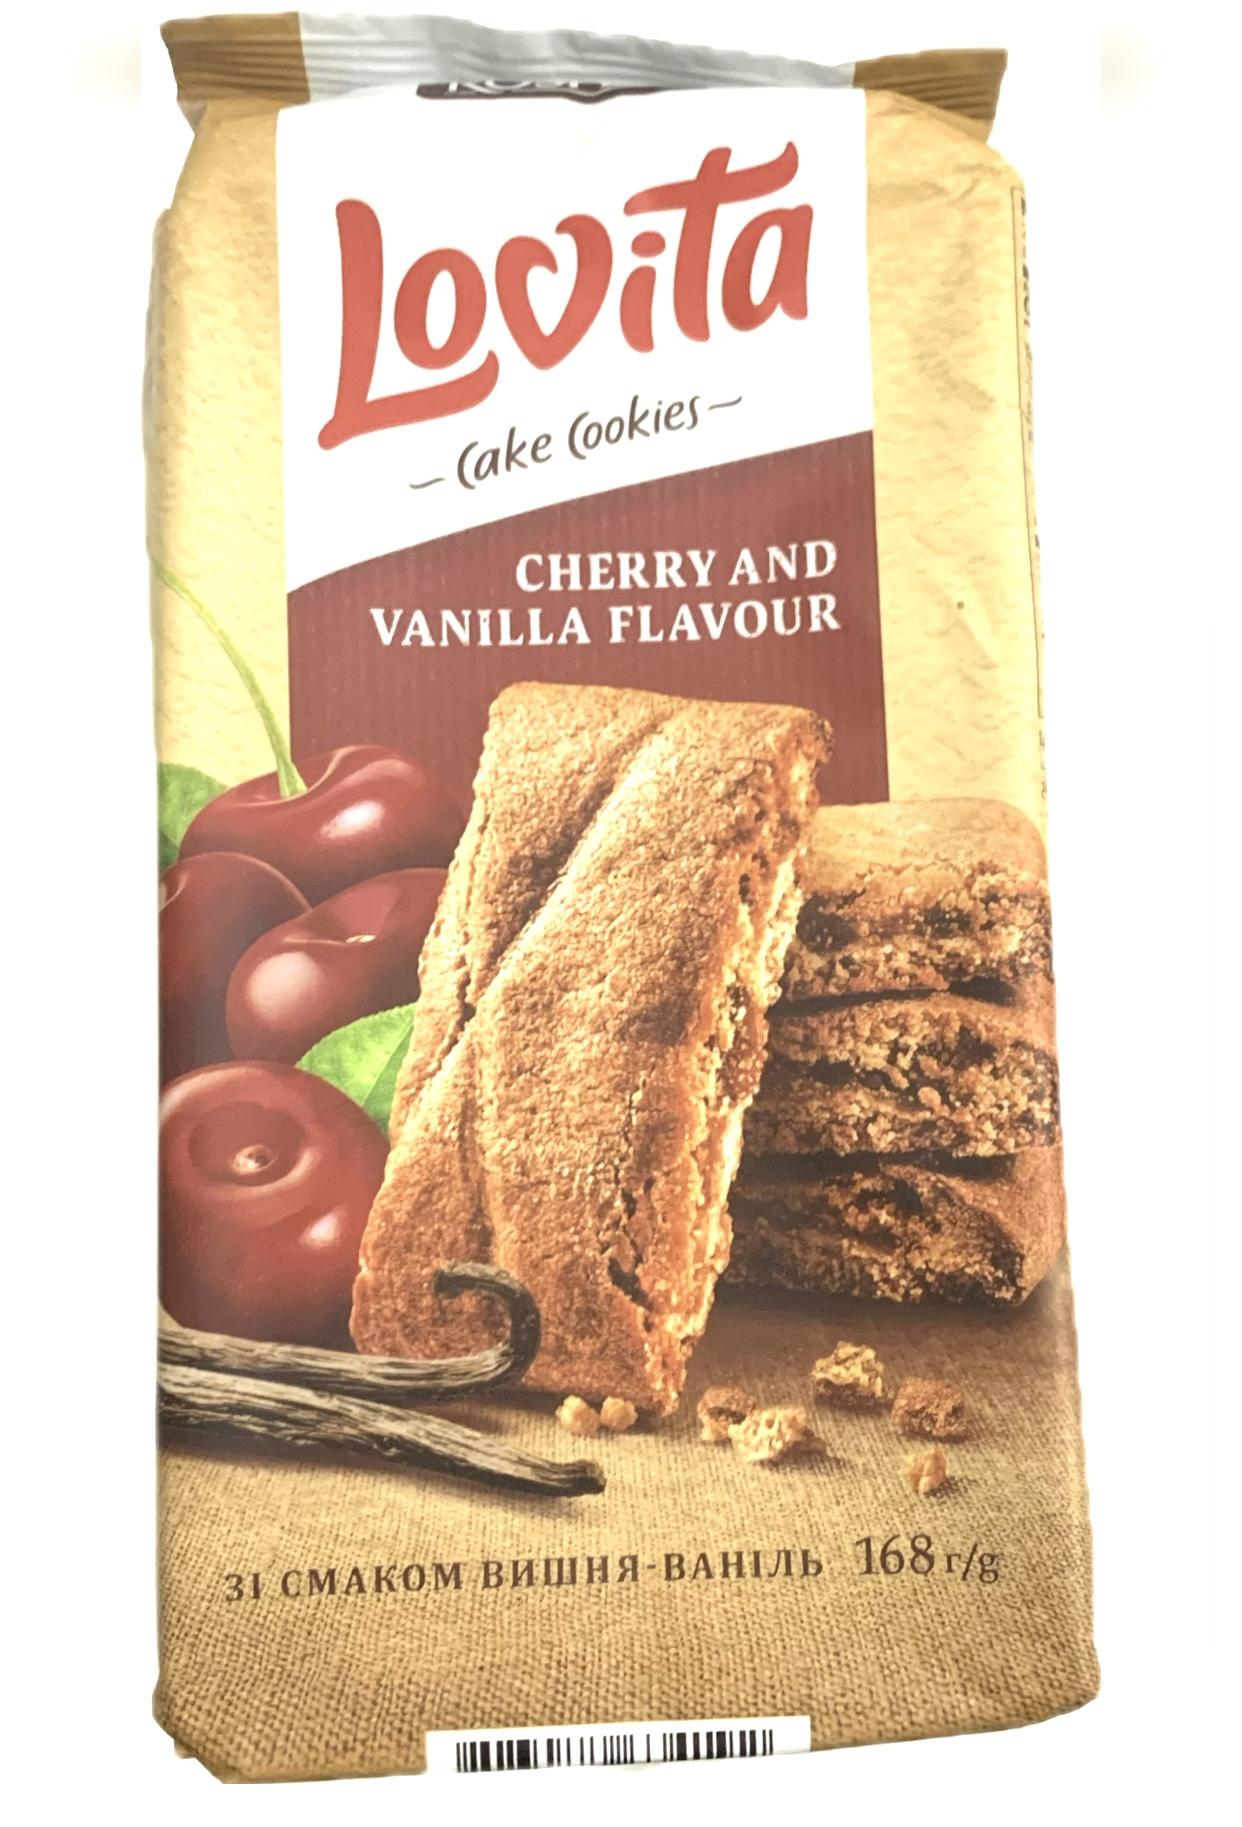 Lovita
Cake Cookies
CHERRY AND
VANILLA FLAVOUR
ЗІ СМАКОМ ВИШНЯ-ВАНІЛЬ 168 г/g